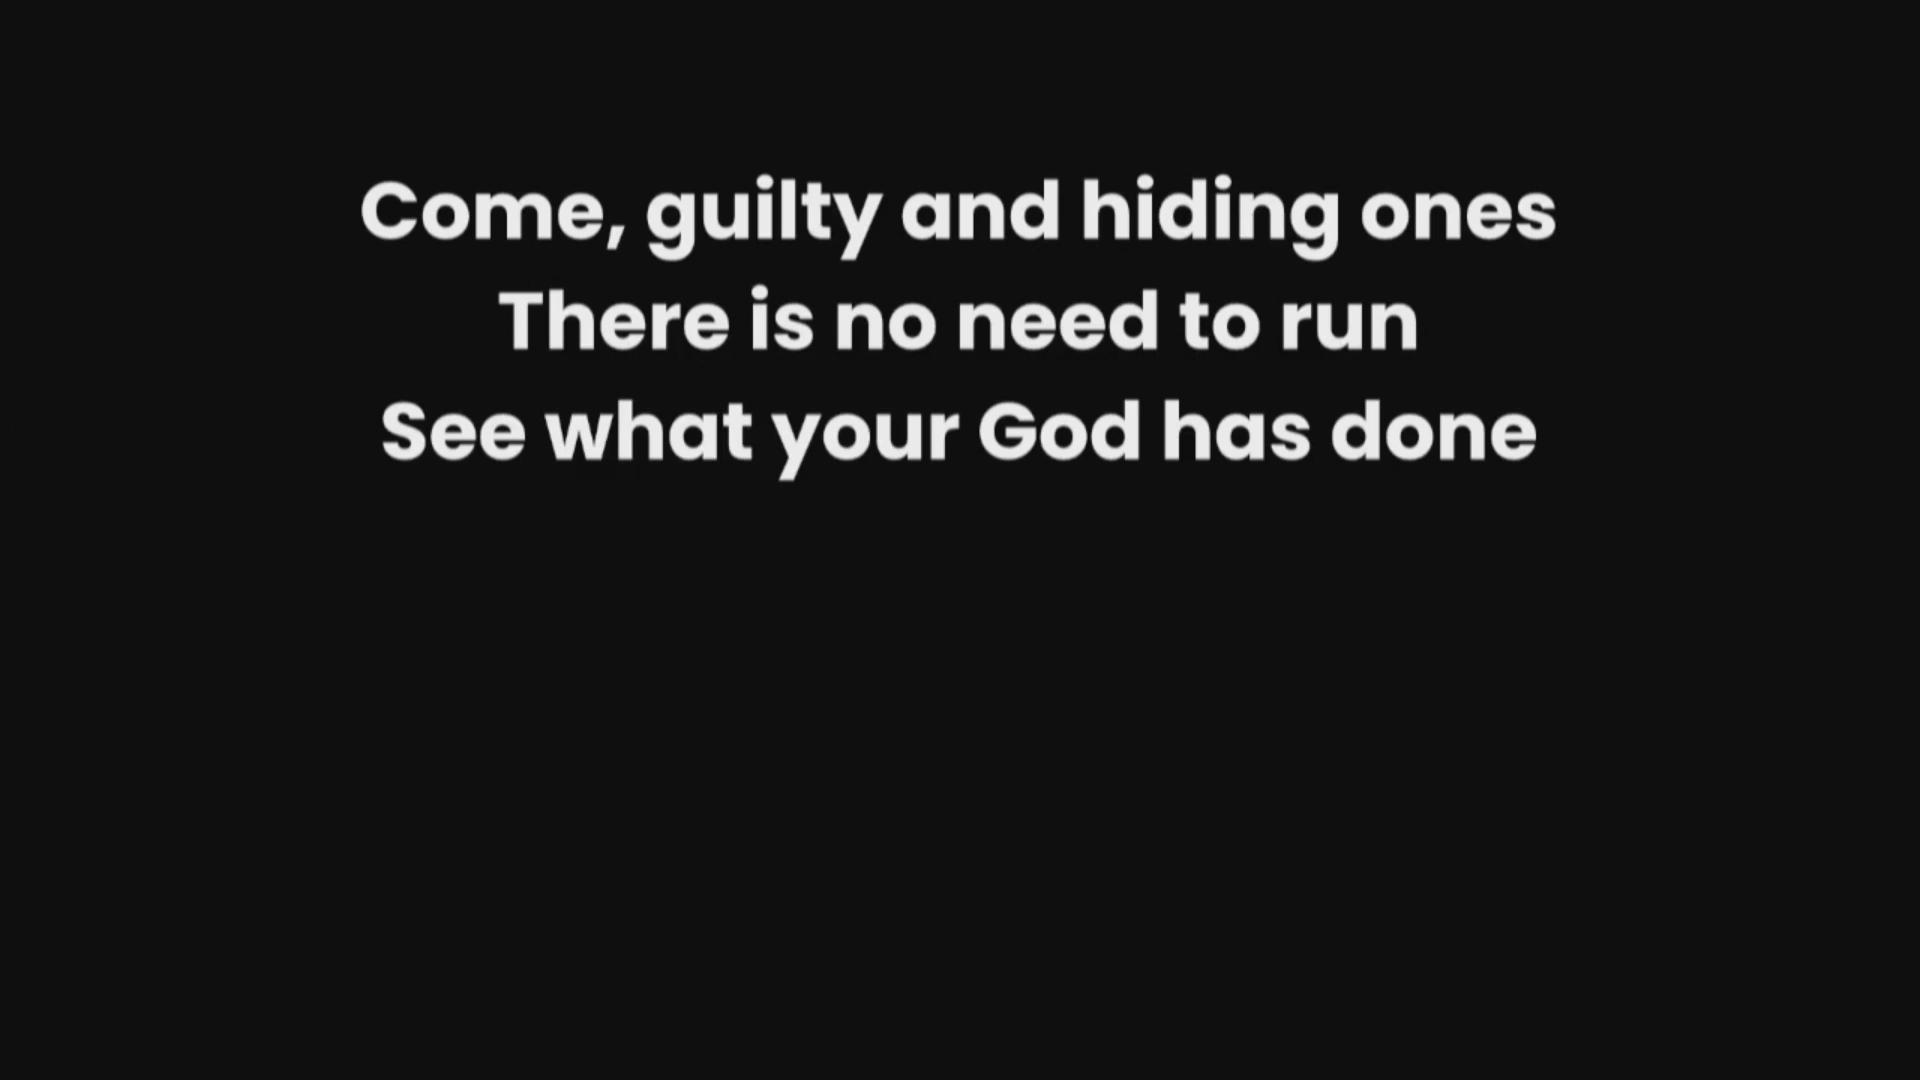 Come, guilty and hiding ones
There is no need to run
See what your God has done